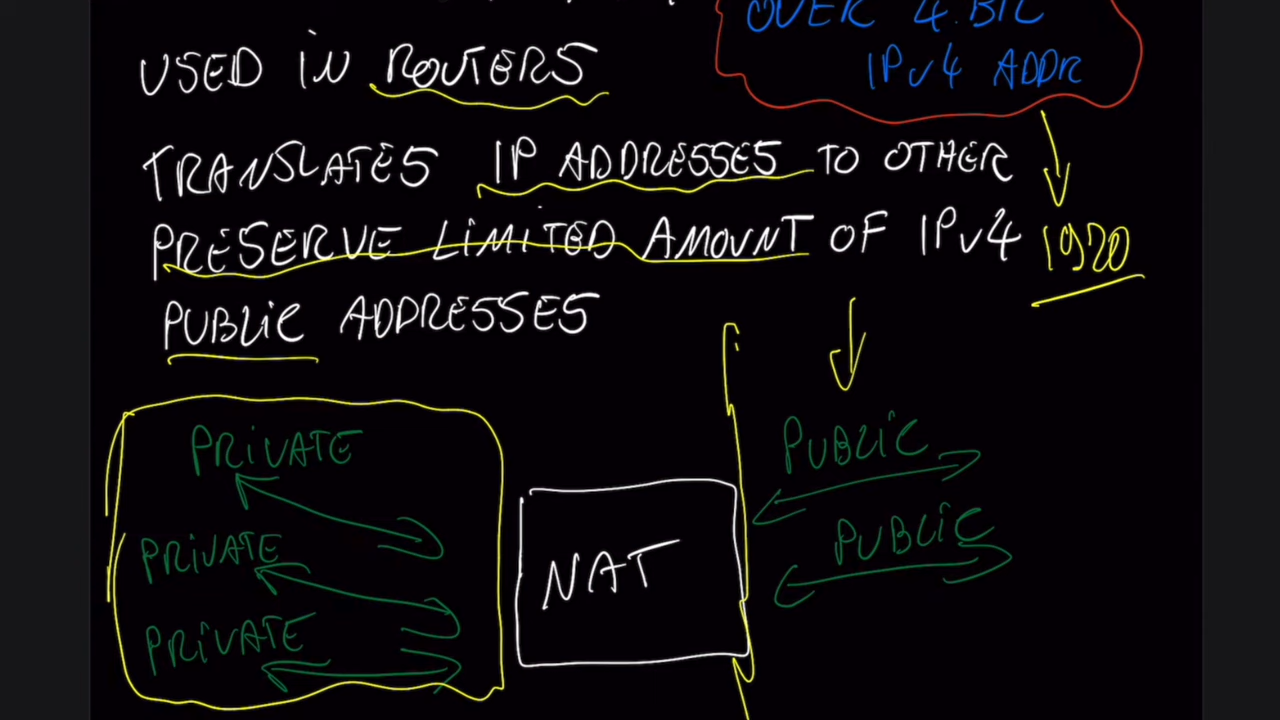 OVER 4.BIL
IPv4 ADDR
USED IN ROUTERS
TRANSLATES IP ADDRESSES TO OTHER
PRESERVE LIMITED AMOUNT OF IPv4
1920
PUBLIC ADDRESSES
PRIVATE
PUBLIC
PRIVATE
PUBLIC
NAT
PRIVATE